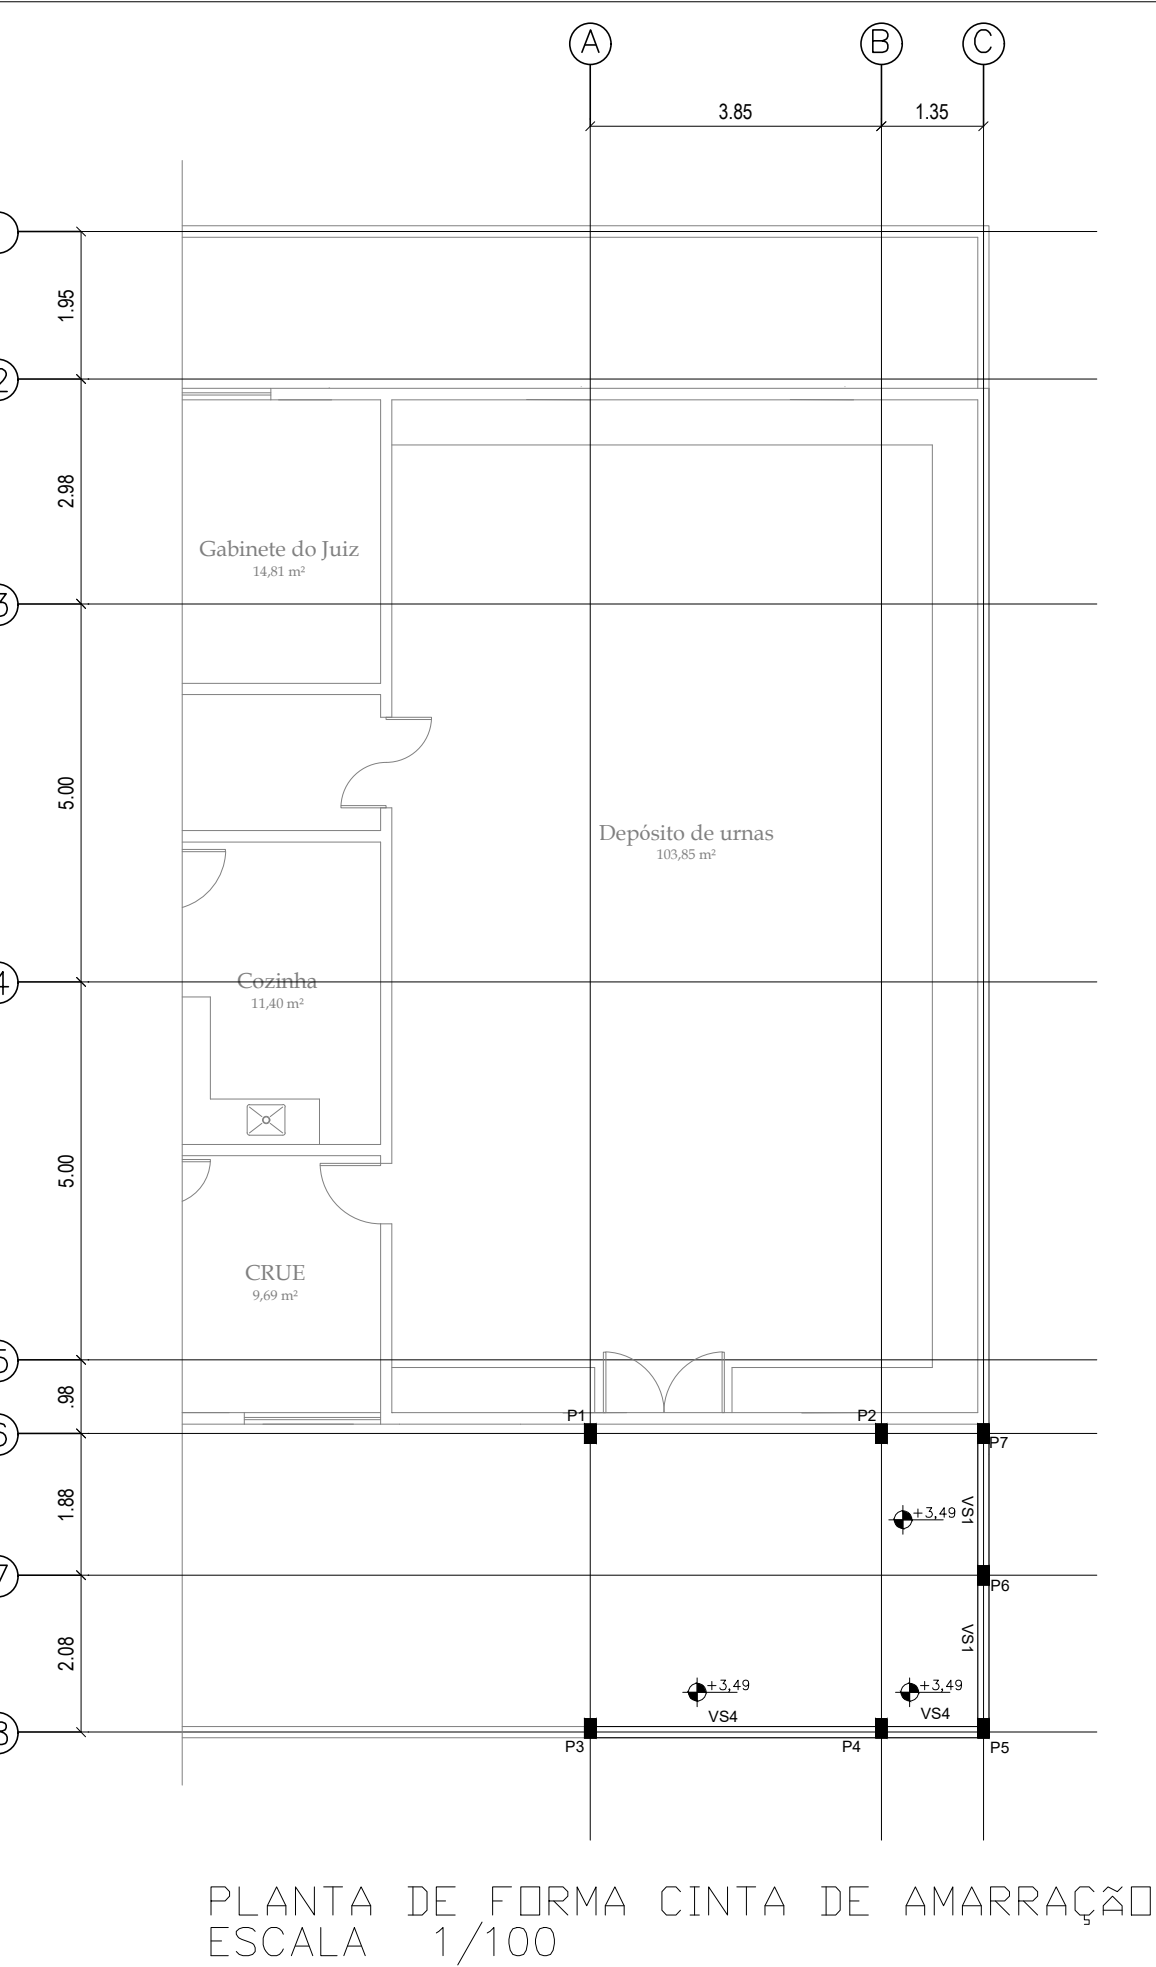 A B C
3.85 1.35
1.95
2
2.98
Gabinete do Juiz
14,81 m²
3
5.00
Depósito de urnas
103,85 m²
4
Cozinha
11,40 m²
5.00
CRUE
9,69 m²
5
.98
P1 P2
6
P7
1.88
+3,49
VS1
7
P6
VS1
2.08
+3,49 +3,49
VS4 VS4
8
P3 P4 P5
PLANTA DE FORMA CINTA DE AMARRAÇÃO
ESCALA 1/100